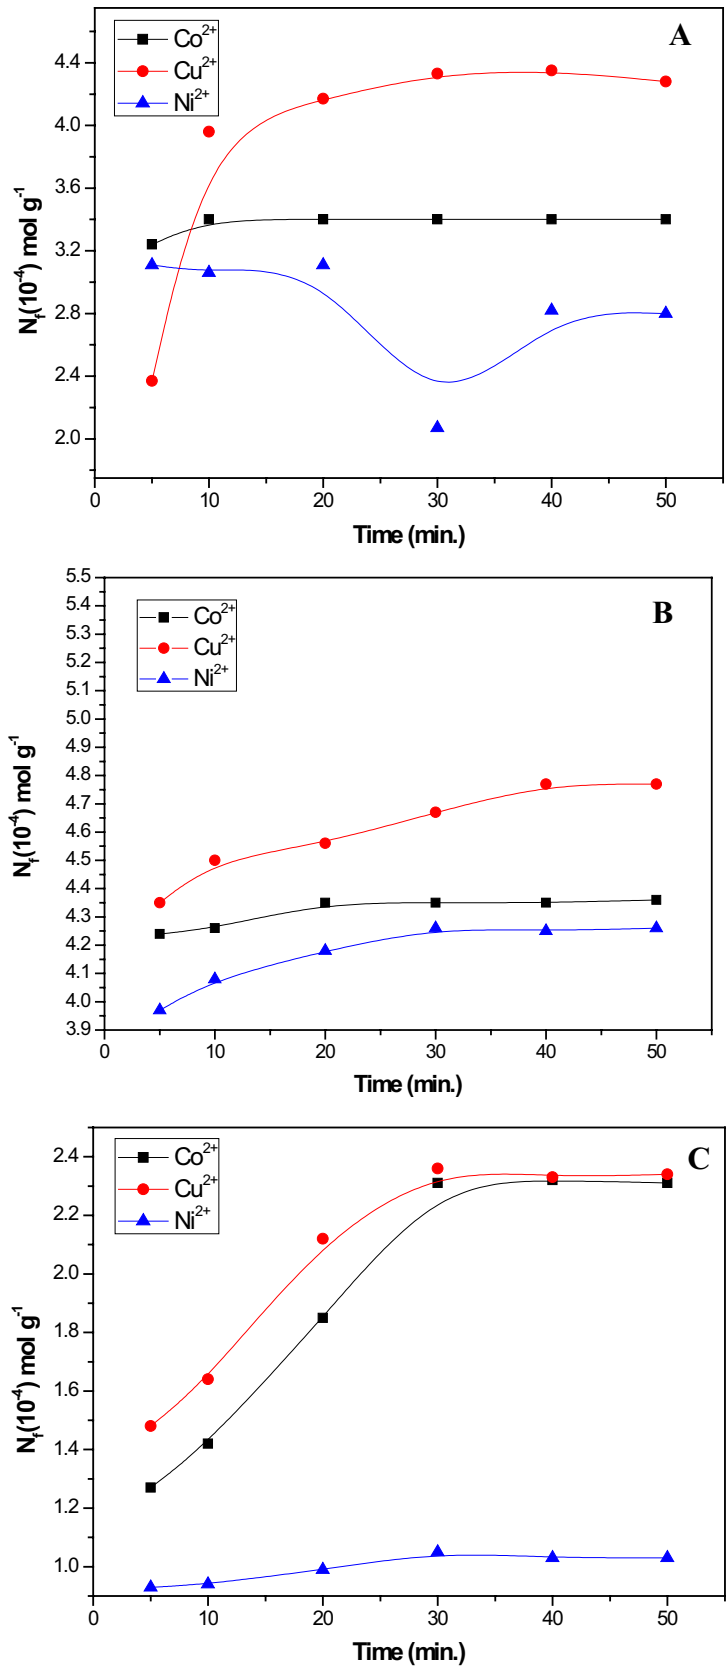 A
Co²⁺
Cu²⁺
Ni²⁺
4.4
4.0
3.6
3.2
2.8
2.4
2.0
N_f(10⁻⁴) mol g⁻¹
0 10 20 30 40 50
Time (min.)
B
Co²⁺
Cu²⁺
Ni²⁺
5.5
5.4
5.3
5.2
5.1
5.0
4.9
4.8
4.7
4.6
4.5
4.4
4.3
4.2
4.1
4.0
3.9
N_f(10⁻⁴) mol g⁻¹
0 10 20 30 40 50
Time (min.)
C
Co²⁺
Cu²⁺
Ni²⁺
2.4
2.2
2.0
1.8
1.6
1.4
1.2
1.0
N_f(10⁻⁴) mol g⁻¹
0 10 20 30 40 50
Time (min.)